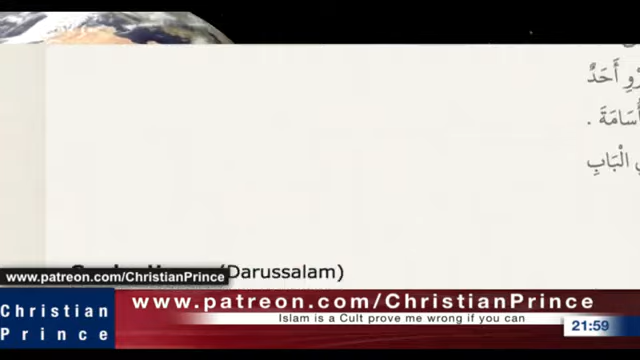 أَحَدٌ
أُسَامَةَ .
الْبَابِ
(Darussalam)
www.patreon.com/ChristianPrince
Christian
Prince
www.patreon.com/ChristianPrince
Islam is a Cult prove me wrong if you can
21:59